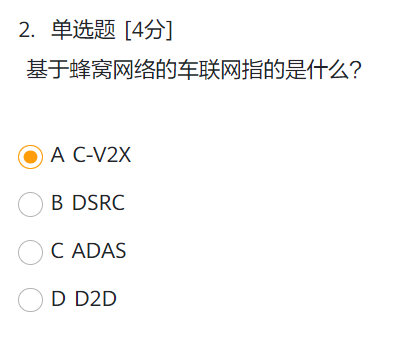 2. 单选题 [4分]
基于蜂窝网络的车联网指的是什么？
A C-V2X
B DSRC
C ADAS
D D2D